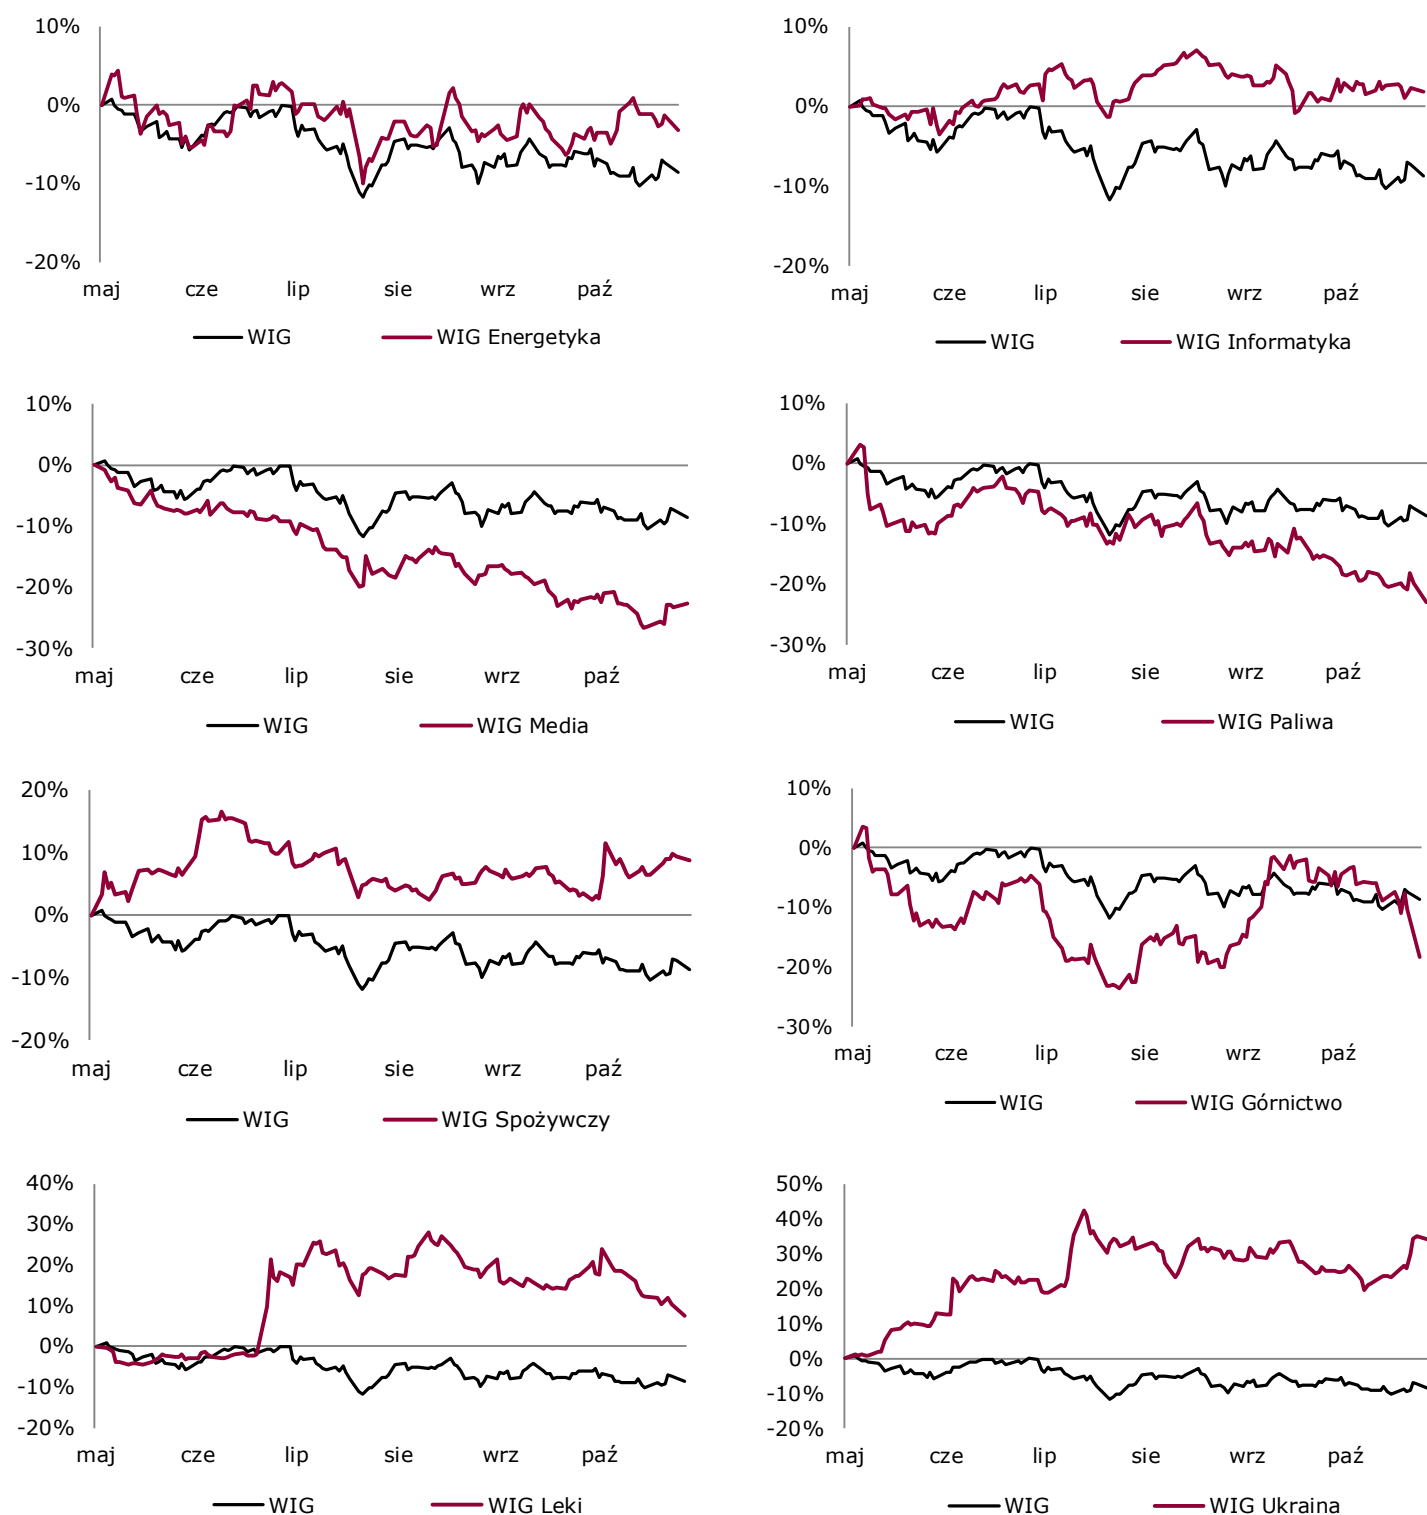 10%
0%
-10%
-20%
maj cze lip sie wrz paź
WIG WIG Energetyka
10%
0%
-10%
-20%
maj cze lip sie wrz paź
WIG WIG Informatyka
10%
0%
-10%
-20%
-30%
maj cze lip sie wrz paź
WIG WIG Media
10%
0%
-10%
-20%
-30%
maj cze lip sie wrz paź
WIG WIG Paliwa
20%
10%
0%
-10%
-20%
maj cze lip sie wrz paź
WIG WIG Spożywczy
10%
0%
-10%
-20%
-30%
maj cze lip sie wrz paź
WIG WIG Górnictwo
40%
30%
20%
10%
0%
-10%
-20%
maj cze lip sie wrz paź
WIG WIG Leki
50%
40%
30%
20%
10%
0%
-10%
-20%
maj cze lip sie wrz paź
WIG WIG Ukraina